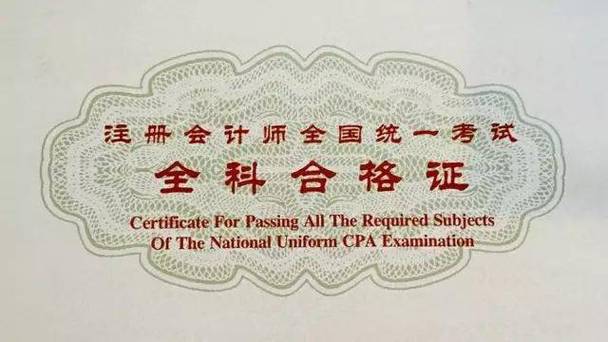 注册会计师全国统一考试
全科合格证
Certificate For Passing All The Required Subjects
Of The National Uniform CPA Examination